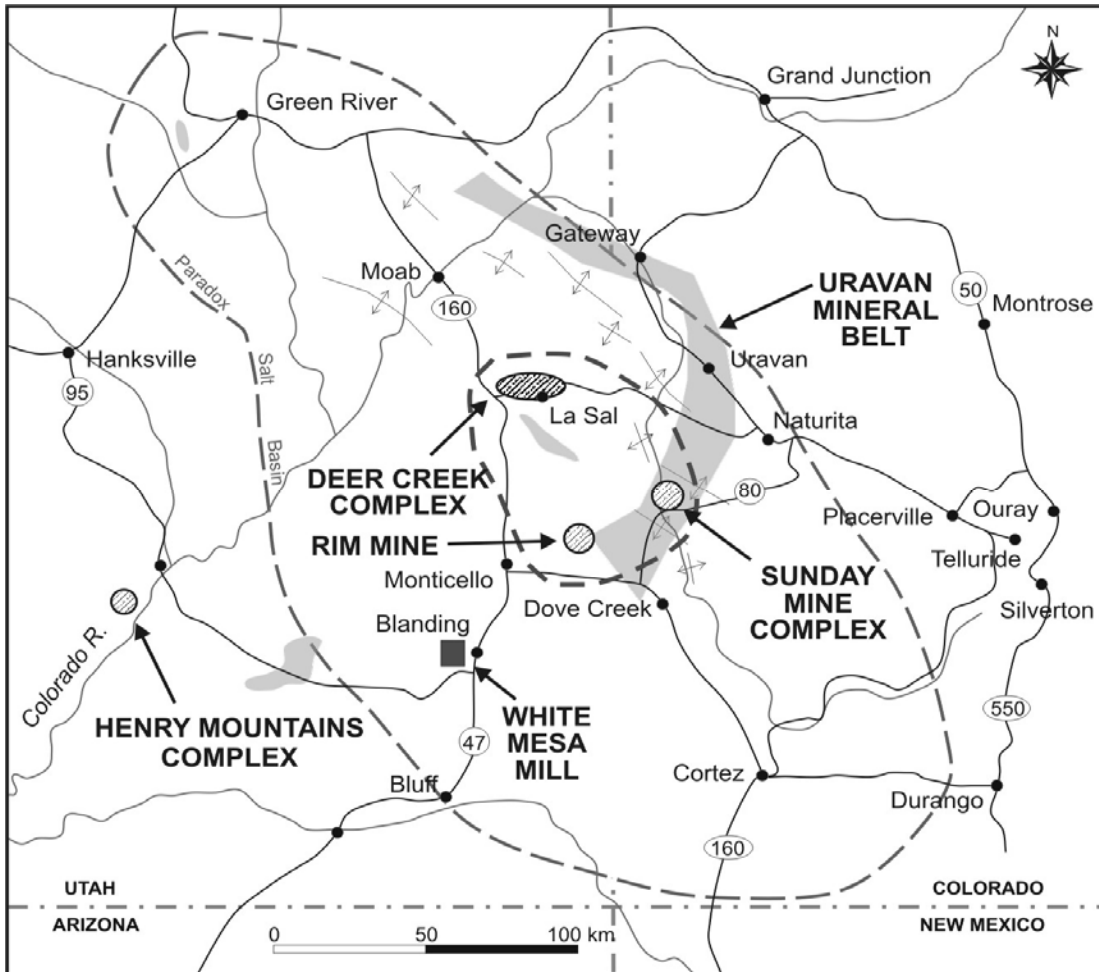 N
Grand Junction
Green River
Gateway
Moab
160
Paradox
URAVAN
MINERAL
BELT
50
Montrose
Hanksville
95
Salt
Uravan
La Sal
Naturita
Basin
DEER CREEK
COMPLEX
80
Placerville
Ouray
RIM MINE
Telluride
Monticello
SUNDAY
MINE
COMPLEX
Dove Creek
Silverton
Blanding
Colorado R.
HENRY MOUNTAINS
COMPLEX
WHITE
MESA
MILL
550
47
Bluff
Cortez
Durango
160
UTAH
COLORADO
ARIZONA
NEW MEXICO
0 50 100 km